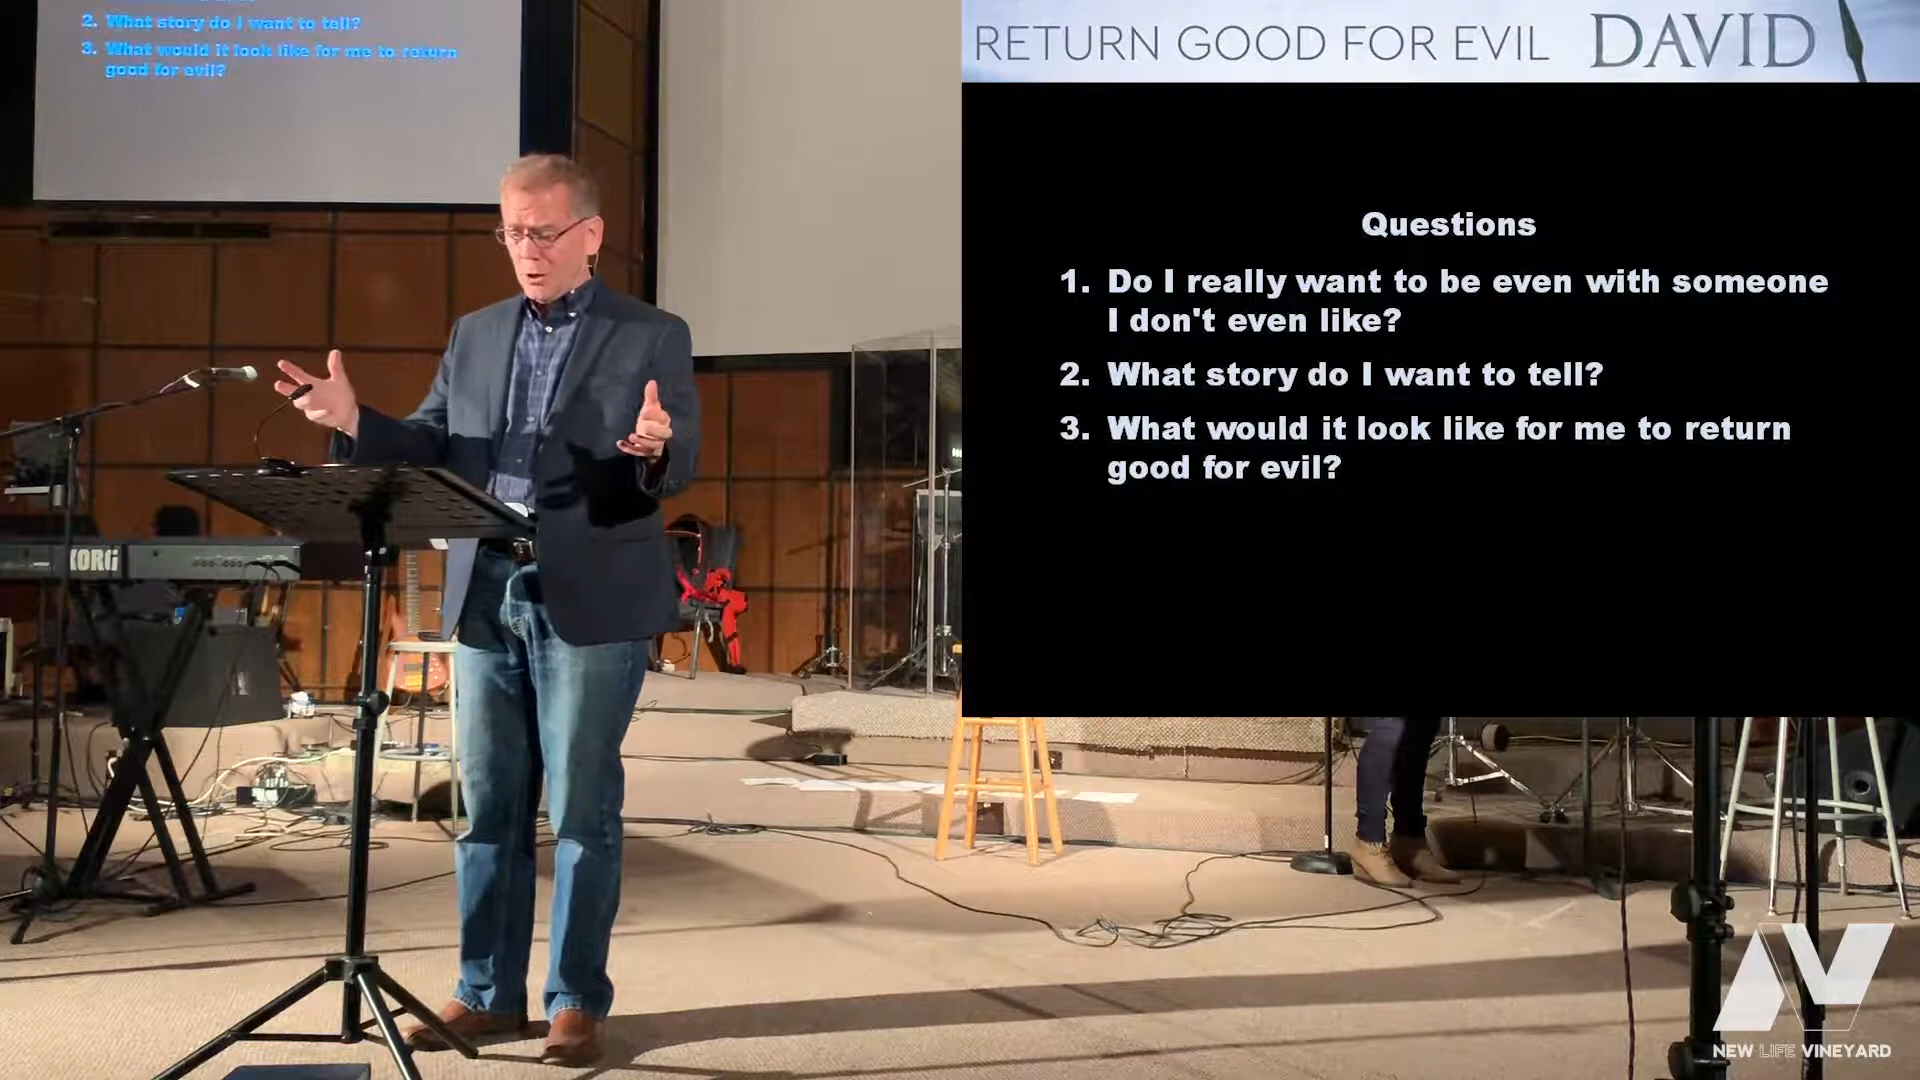 2. What story do I want to tell?
3. What would it look like for me to return
good for evil?
RETURN GOOD FOR EVIL DAVID
Questions
1. Do I really want to be even with someone
I don't even like?
2. What story do I want to tell?
3. What would it look like for me to return
good for evil?
KORG
NEW LIFE VINEYARD